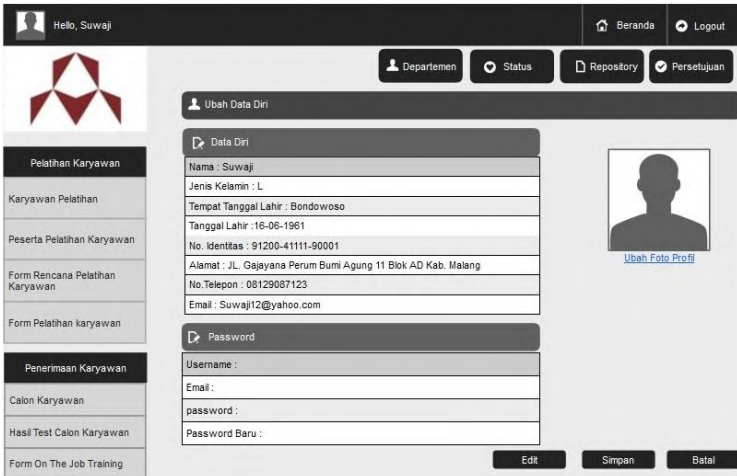 Hello, Suwaji
Beranda
Logout
Departemen
Status
Repository
Persetujuan
Ubah Data Diri
Pelatihan Karyawan
Karyawan Pelatihan
Peserta Pelatihan Karyawan
Form Rencana Pelatihan
Karyawan
Form Pelatihan karyawan
Penerimaan Karyawan
Calon Karyawan
Hasil Test Calon Karyawan
Form On The Job Training
Data Diri
Nama : Suwaji
Jenis Kelamin : L
Tempat Tanggal Lahir : Bondowoso
Tanggal Lahir :16-06-1961
No. Identitas : 91200-41111-90001
Alamat : JL. Gajayana Perum Bumi Agung 11 Blok AD Kab. Malang
No.Telepon : 08129087123
Email : Suwaji12@yahoo.com
Ubah Foto Profil
Password
Username :
Email :
password :
Password Baru :
Edit
Simpan
Batal